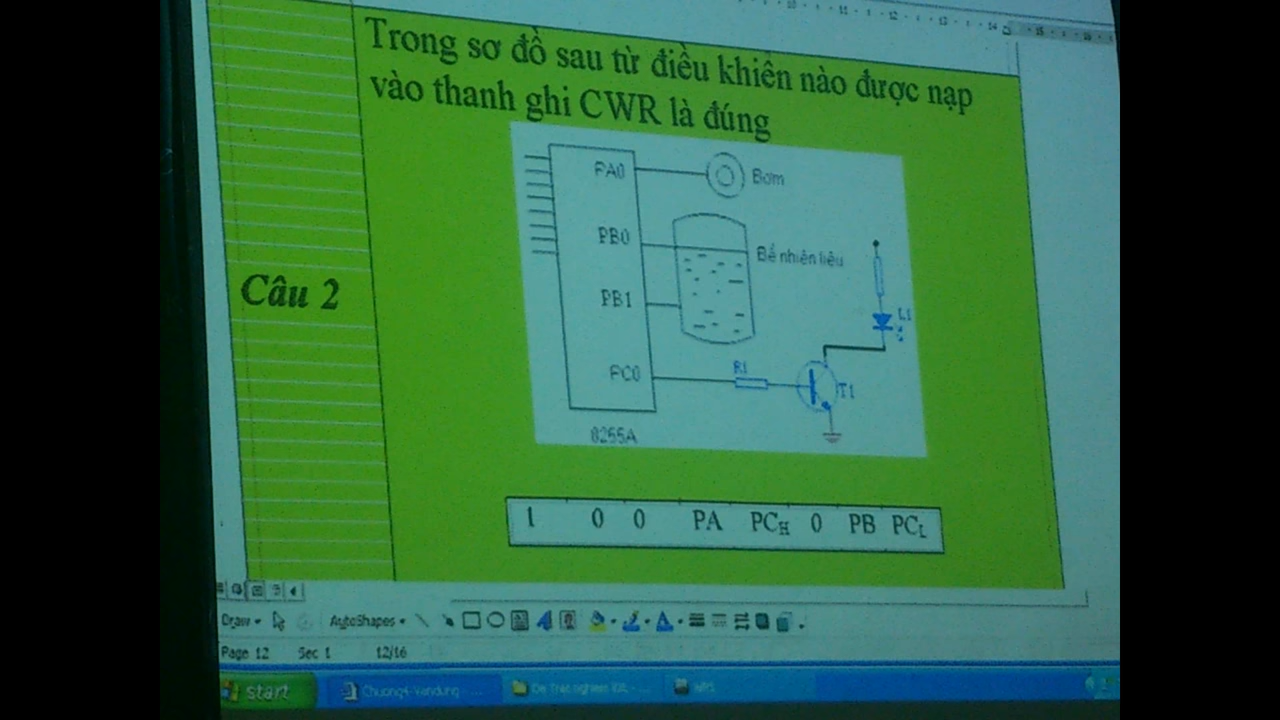 Trong sơ đồ sau từ điều khiển nào được nạp
vào thanh ghi CWR là đúng
Câu 2
PA0
Bơm
PB0
Bể nhiên liệu
PB1
L1
PC0
R1
T1
8255A
1 0 0 PA PCH 0 PB PCL
Draw
AutoShapes
Page 12 Sec 1 12/16
start